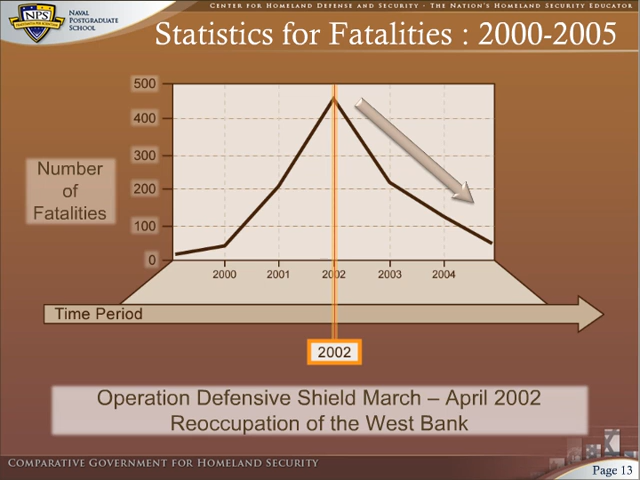 CENTER FOR HOMELAND DEFENSE AND SECURITY · THE NATION'S HOMELAND SECURITY EDUCATOR
NPS
NAVAL
POSTGRADUATE
SCHOOL
Statistics for Fatalities : 2000-2005
500
400
300
200
100
0
Number
of
Fatalities
2000 2001 2002 2003 2004
Time Period
2002
Operation Defensive Shield March – April 2002
Reoccupation of the West Bank
COMPARATIVE GOVERNMENT FOR HOMELAND SECURITY
Page 13